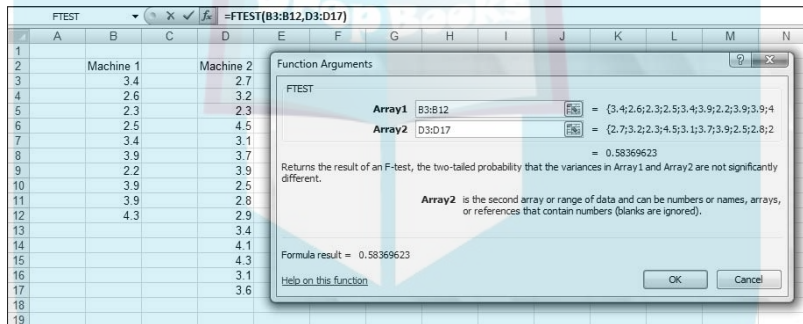 FTEST =FTEST(B3:B12,D3:D17)
A B C D E F G H I J K L M N
1
2 Machine 1 Machine 2
3 3.4 2.7
4 2.6 3.2
5 2.3 2.3
6 2.5 4.5
7 3.4 3.1
8 3.9 3.7
9 2.2 3.9
10 3.9 2.5
11 3.9 2.8
12 4.3 2.9
13 3.4
14 4.1
15 4.3
16 3.1
17 3.6
18
19
Function Arguments
FTEST
Array1 B3:B12 = {3.4;2.6;2.3;2.5;3.4;3.9;2.2;3.9;3.9;4
Array2 D3:D17 = {2.7;3.2;2.3;4.5;3.1;3.7;3.9;2.5;2.8;2
= 0.58369623
Returns the result of an F-test, the two-tailed probability that the variances in Array1 and Array2 are not significantly
different.
Array2 is the second array or range of data and can be numbers or names, arrays,
or references that contain numbers (blanks are ignored).
Formula result = 0.58369623
Help on this function OK Cancel